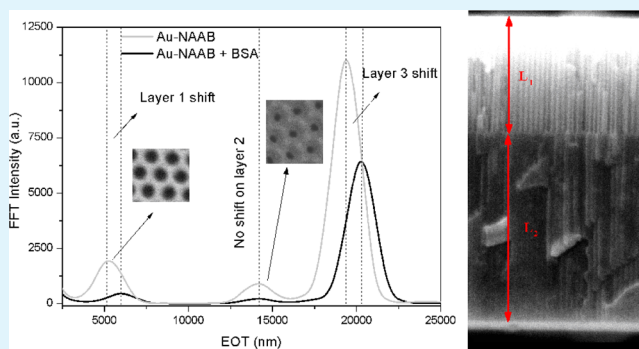 12500
10000
7500
5000
2500
0
FFT Intensity (a.u.)
Au-NAAB
Au-NAAB + BSA
Layer 1 shift
No shift on layer 2
Layer 3 shift
5000 10000 15000 20000 25000
EOT (nm)
L1
L2